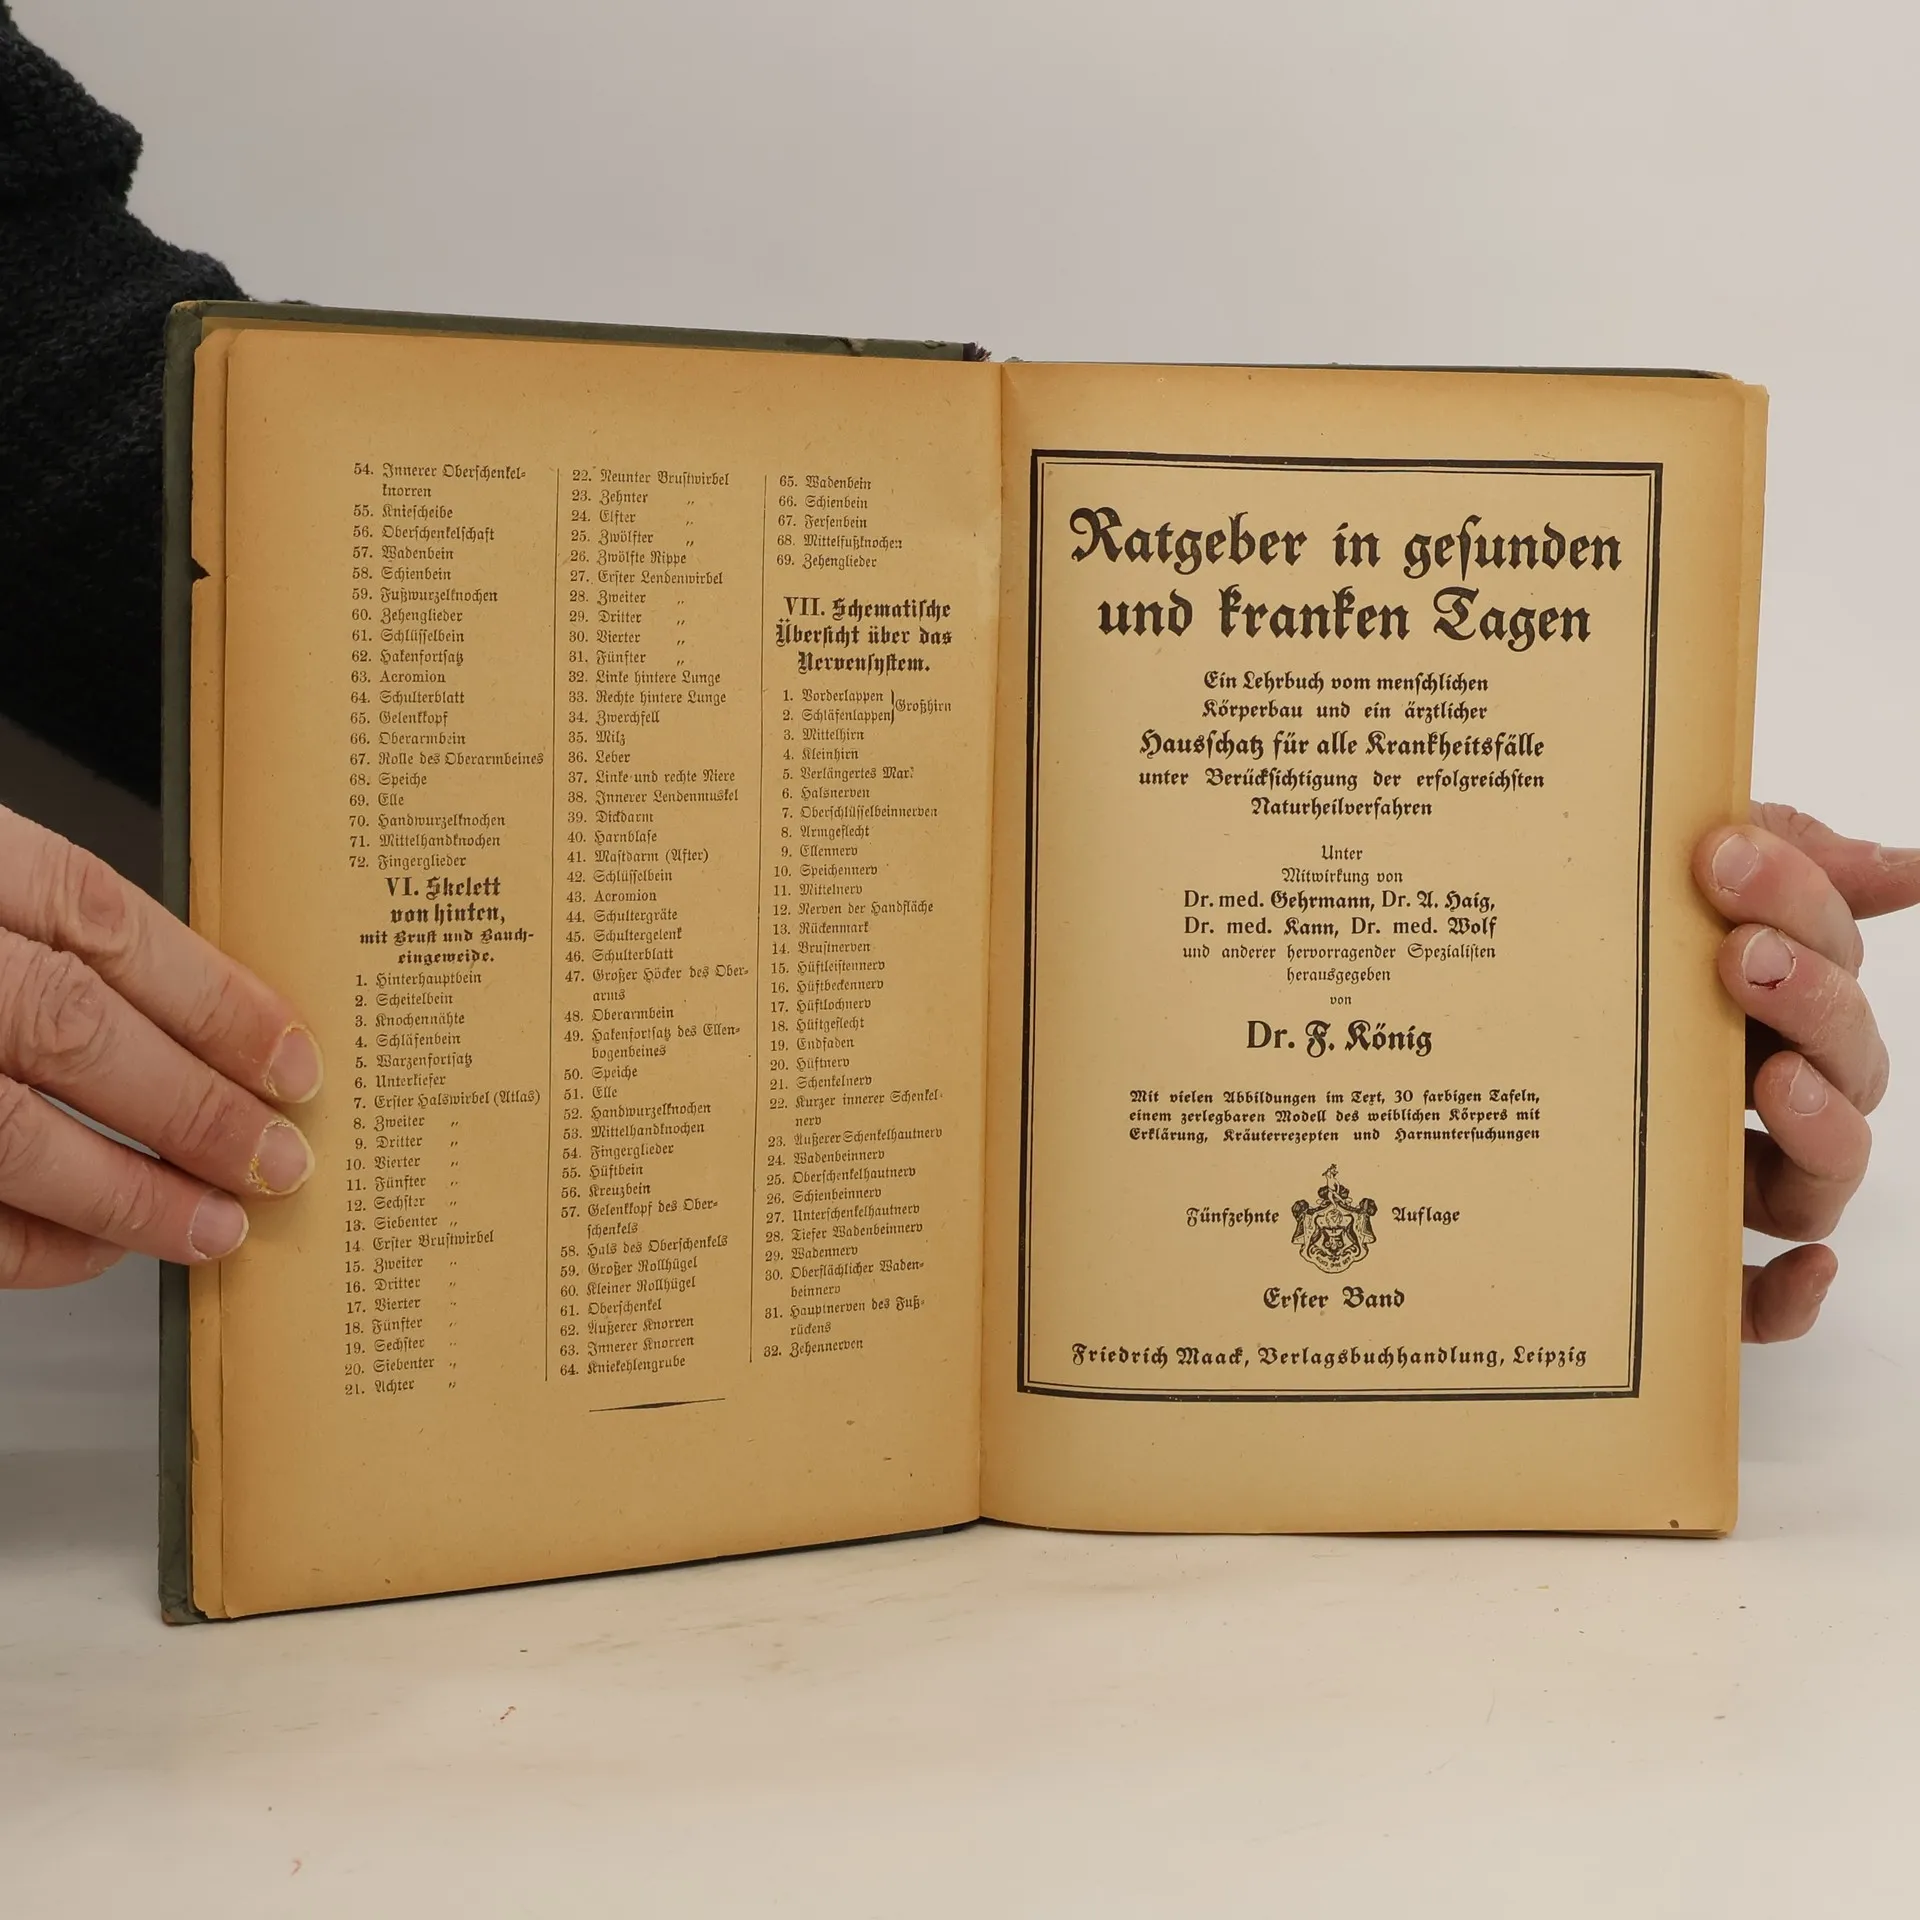 54. Innerer Oberschenkel-
knorren
55. Kniescheibe
56. Oberschenkelschaft
57. Wadenbein
58. Schienbein
59. Fußwurzelknochen
60. Zehenglieder
61. Schlüsselbein
62. Hakenfortsatz
63. Acromion
64. Schulterblatt
65. Gelenkkopf
66. Oberarmbein
67. Rolle des Oberarmbeines
68. Speiche
69. Elle
70. Handwurzelknochen
71. Mittelhandknochen
72. Fingerglieder
VI. Skelett
von hinten,
mit Brust und Bauch-
eingeweide.
1. Hinterhauptbein
2. Scheitelbein
3. Knochennähte
4. Schläfenbein
5. Warzenfortsatz
6. Unterkiefer
7. Erster Halswirbel (Atlas)
8. Zweiter „
9. Dritter „
10. Vierter „
11. Fünfter „
12. Sechster „
13. Siebenter „
14. Erster Brustwirbel
15. Zweiter „
16. Dritter „
17. Vierter „
18. Fünfter „
19. Sechster „
20. Siebenter „
21. Achter „
22. Neunter Brustwirbel
23. Zehnter „
24. Elfter „
25. Zwölfter „
26. Zwölfte Rippe
27. Erster Lendenwirbel
28. Zweiter „
29. Dritter „
30. Vierter „
31. Fünfter „
32. Linke hintere Lunge
33. Rechte hintere Lunge
34. Zwerchfell
35. Milz
36. Leber
37. Linke und rechte Niere
38. Innerer Lendenmuskel
39. Dickdarm
40. Harnblase
41. Mastdarm (After)
42. Schlüsselbein
43. Acromion
44. Schultergräte
45. Schultergelenk
46. Schulterblatt
47. Großer Höcker des Ober-
arms
48. Oberarmbein
49. Hakenfortsatz des Ellen-
bogenbeines
50. Speiche
51. Elle
52. Handwurzelknochen
53. Mittelhandknochen
54. Fingerglieder
55. Hüftbein
56. Kreuzbein
57. Gelenkkopf des Ober-
schenkels
58. Hals des Oberschenkels
59. Großer Rollhügel
60. Kleiner Rollhügel
61. Oberschenkel
62. Äußerer Knorren
63. Innerer Knorren
64. Kniekehlengrube
65. Wadenbein
66. Schienbein
67. Fersenbein
68. Mittelfußknochen
69. Zehenglieder
VII. Schematische
Übersicht über das
Nervensystem.
1. Vorderlappen } Großhirn
2. Schläfenlappen
3. Mittelhirn
4. Kleinhirn
5. Verlängertes Mark
6. Halsnerven
7. Oberschlüsselbeinnerven
8. Armgeflecht
9. Ellennerv
10. Speichennerv
11. Mittelnerv
12. Nerven der Handfläche
13. Rückenmark
14. Brustnerven
15. Hüftleistennerv
16. Hüftbeckennerv
17. Hüftlochnerv
18. Hüftgeflecht
19. Endfaden
20. Hüftnerv
21. Schenkelnerv
22. Kurzer innerer Schenkel-
nerv
23. Äußerer Schenkelhautnerv
24. Wadenbeinnerv
25. Oberschenkelhautnerv
26. Schienbeinnerv
27. Unterschenkelhautnerv
28. Tiefer Wadenbeinnerv
29. Wadennerv
30. Oberflächlicher Waden-
beinnerv
31. Hauptnerven des Fuß-
rückens
32. Zehennerven
Ratgeber in gesunden
und kranken Tagen
Ein Lehrbuch vom menschlichen
Körperbau und ein ärztlicher
Hausschatz für alle Krankheitsfälle
unter Berücksichtigung der erfolgreichsten
Naturheilverfahren
Unter
Mitwirkung von
Dr. med. Gehrmann, Dr. A. Haig,
Dr. med. Kann, Dr. med. Wolf
und anderer hervorragender Spezialisten
herausgegeben
von
Dr. F. König
Mit vielen Abbildungen im Text, 30 farbigen Tafeln,
einem zerlegbaren Modell des weiblichen Körpers mit
Erklärung, Kräuterrezepten und Harnuntersuchungen
Fünfzehnte Auflage
Erster Band
Friedrich Maack, Verlagsbuchhandlung, Leipzig